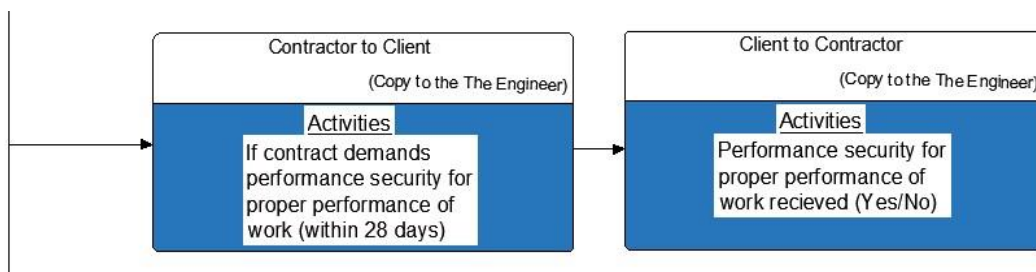 Contractor to Client
(Copy to the The Engineer)
Activities
If contract demands
performance security for
proper performance of
work (within 28 days)
Client to Contractor
(Copy to the The Engineer)
Activities
Performance security for
proper performance of
work recieved (Yes/No)